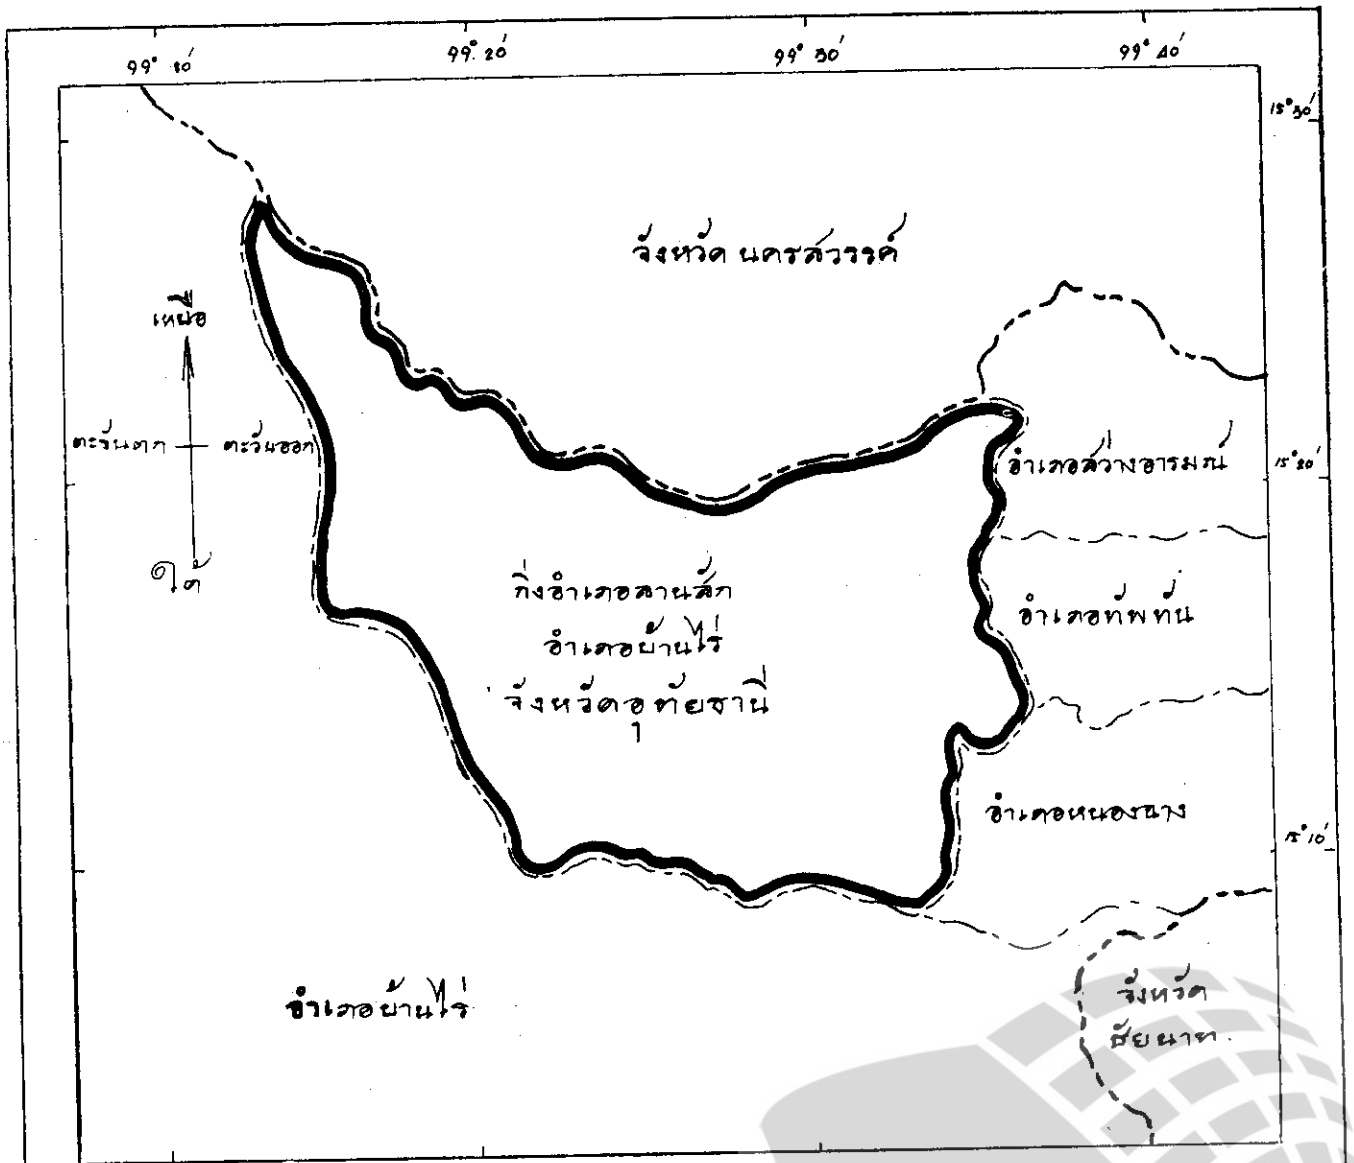 99° 10′
99° 20′
99° 30′
99° 40′
15° 30′
จังหวัด นครสวรรค์
เหนือ
ตะวันตก
ตะวันออก
ใต้
อำเภอสว่างอารมณ์
15° 20′
กิ่งอำเภอลานสัก
อำเภอบ้านไร่
จังหวัดอุทัยธานี
อำเภอทัพทัน
อำเภอหนองฉาง
15° 10′
อำเภอบ้านไร่
จังหวัด
ชัยนาท